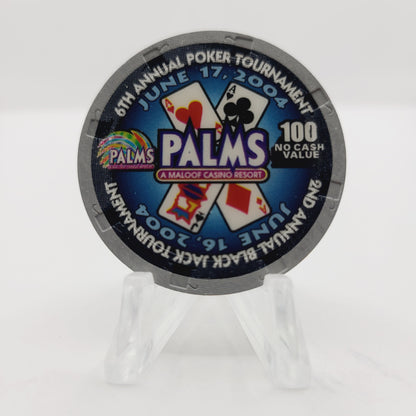 6TH ANNUAL POKER TOURNAMENT
JUNE 17, 2004
A
A
PALMS
PALMS
A MALOOF CASINO RESORT
100
NO CASH
VALUE
JUNE 16, 2004
2ND ANNUAL BLACK JACK TOURNAMENT